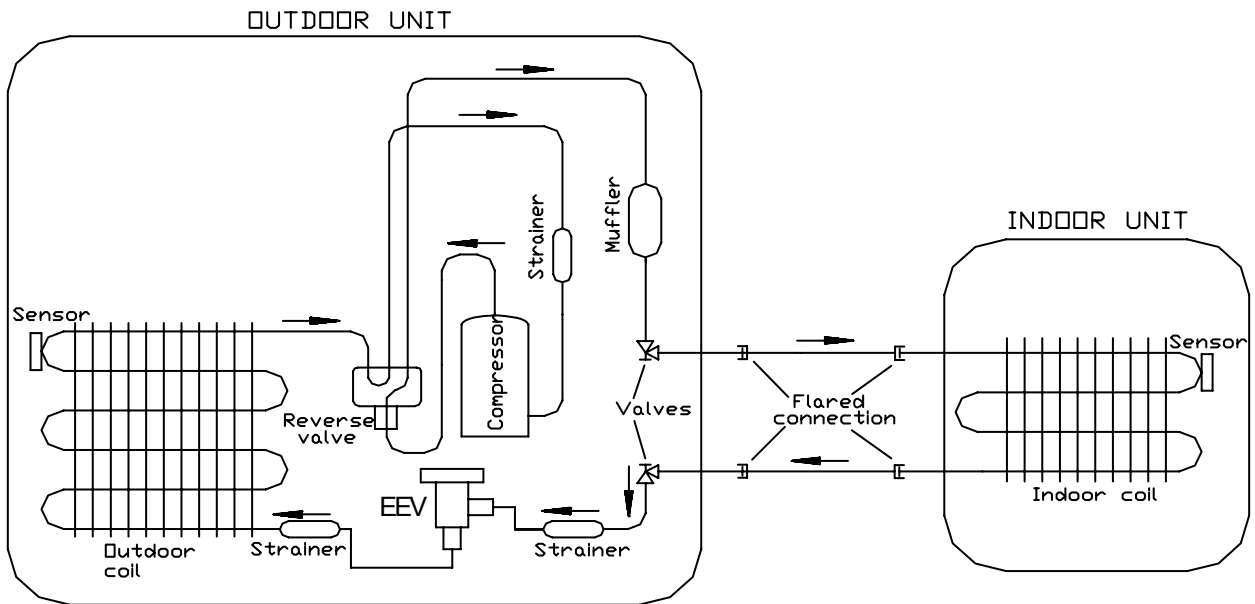 OUTDOOR UNIT
Strainer
Muffler
INDOOR UNIT
Sensor
Compressor
Sensor
Reverse
valve
Valves
Flared
connection
EEV
Indoor coil
Strainer
Strainer
Outdoor
coil